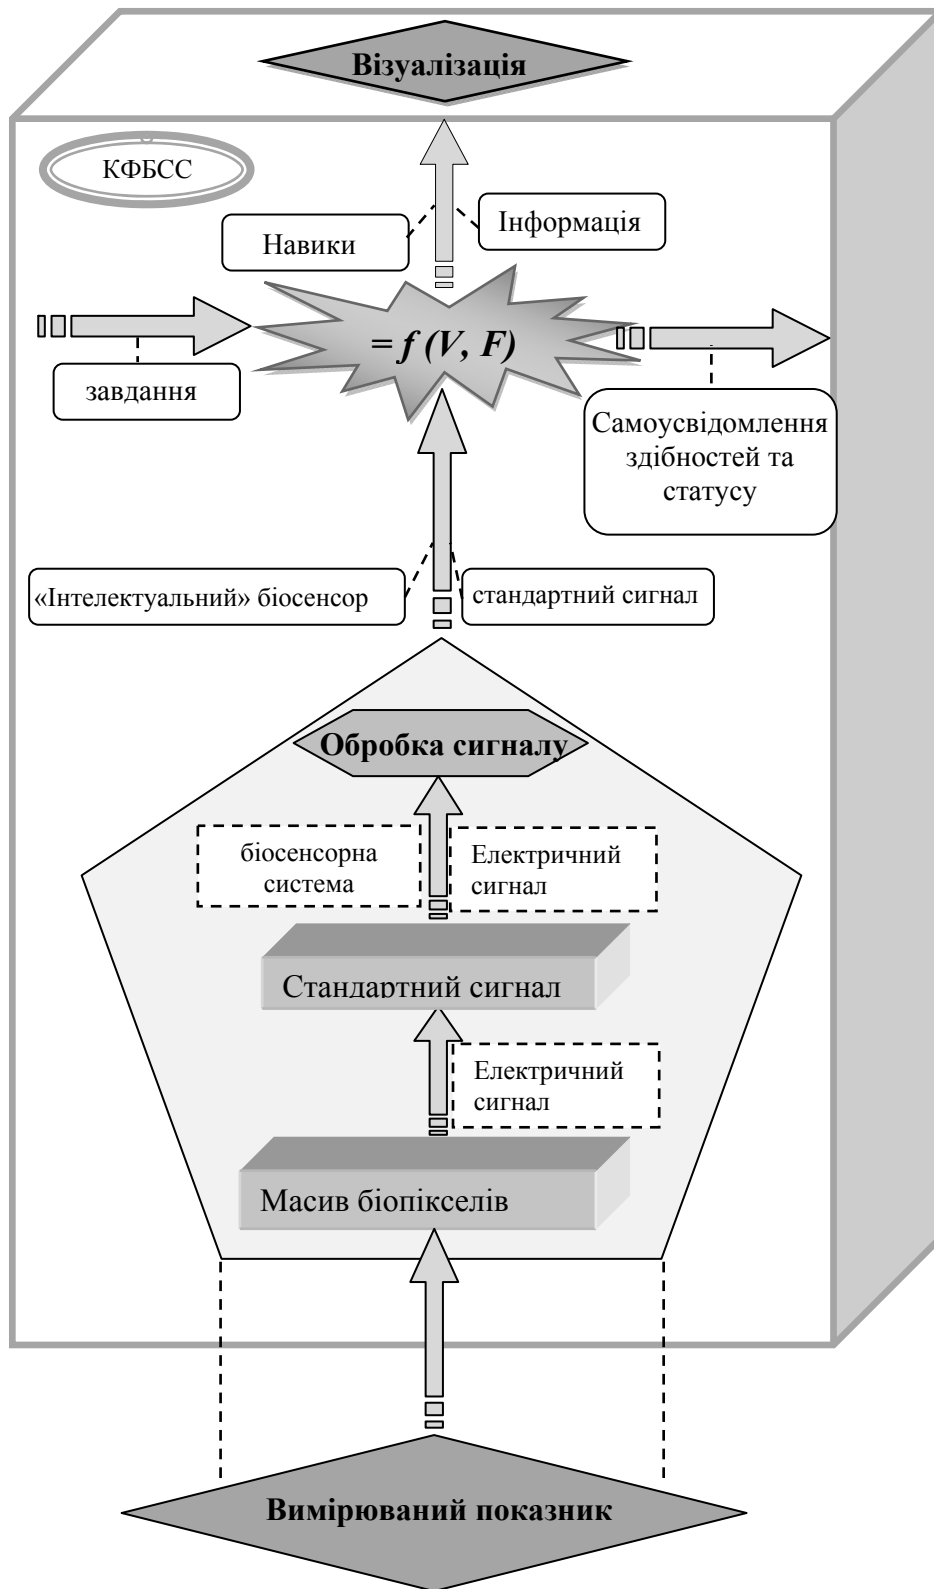 Візуалізація
КФБСС
Навики
Інформація
= f (V, F)
завдання
Самоусвідомлення
здібностей та
статусу
«Інтелектуальний» біосенсор
стандартний сигнал
Обробка сигналу
біосенсорна
система
Електричний
сигнал
Стандартний сигнал
Електричний
сигнал
Масив біопікселів
Вимірюваний показник